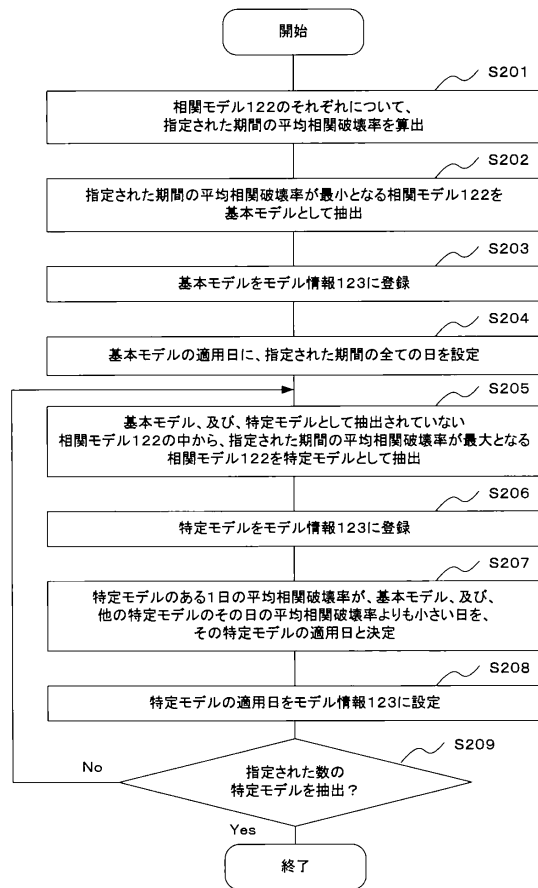 開始
S201
相関モデル122のそれぞれについて、
指定された期間の平均相関破壊率を算出
S202
指定された期間の平均相関破壊率が最小となる相関モデル122を
基本モデルとして抽出
S203
基本モデルをモデル情報123に登録
S204
基本モデルの適用日に、指定された期間の全ての日を設定
S205
基本モデル、及び、特定モデルとして抽出されていない
相関モデル122の中から、指定された期間の平均相関破壊率が最大となる
相関モデル122を特定モデルとして抽出
S206
特定モデルをモデル情報123に登録
S207
特定モデルのある1日の平均相関破壊率が、基本モデル、及び、
他の特定モデルのその日の平均相関破壊率よりも小さい日を、
その特定モデルの適用日と決定
S208
特定モデルの適用日をモデル情報123に設定
S209
No
指定された数の
特定モデルを抽出？
Yes
終了